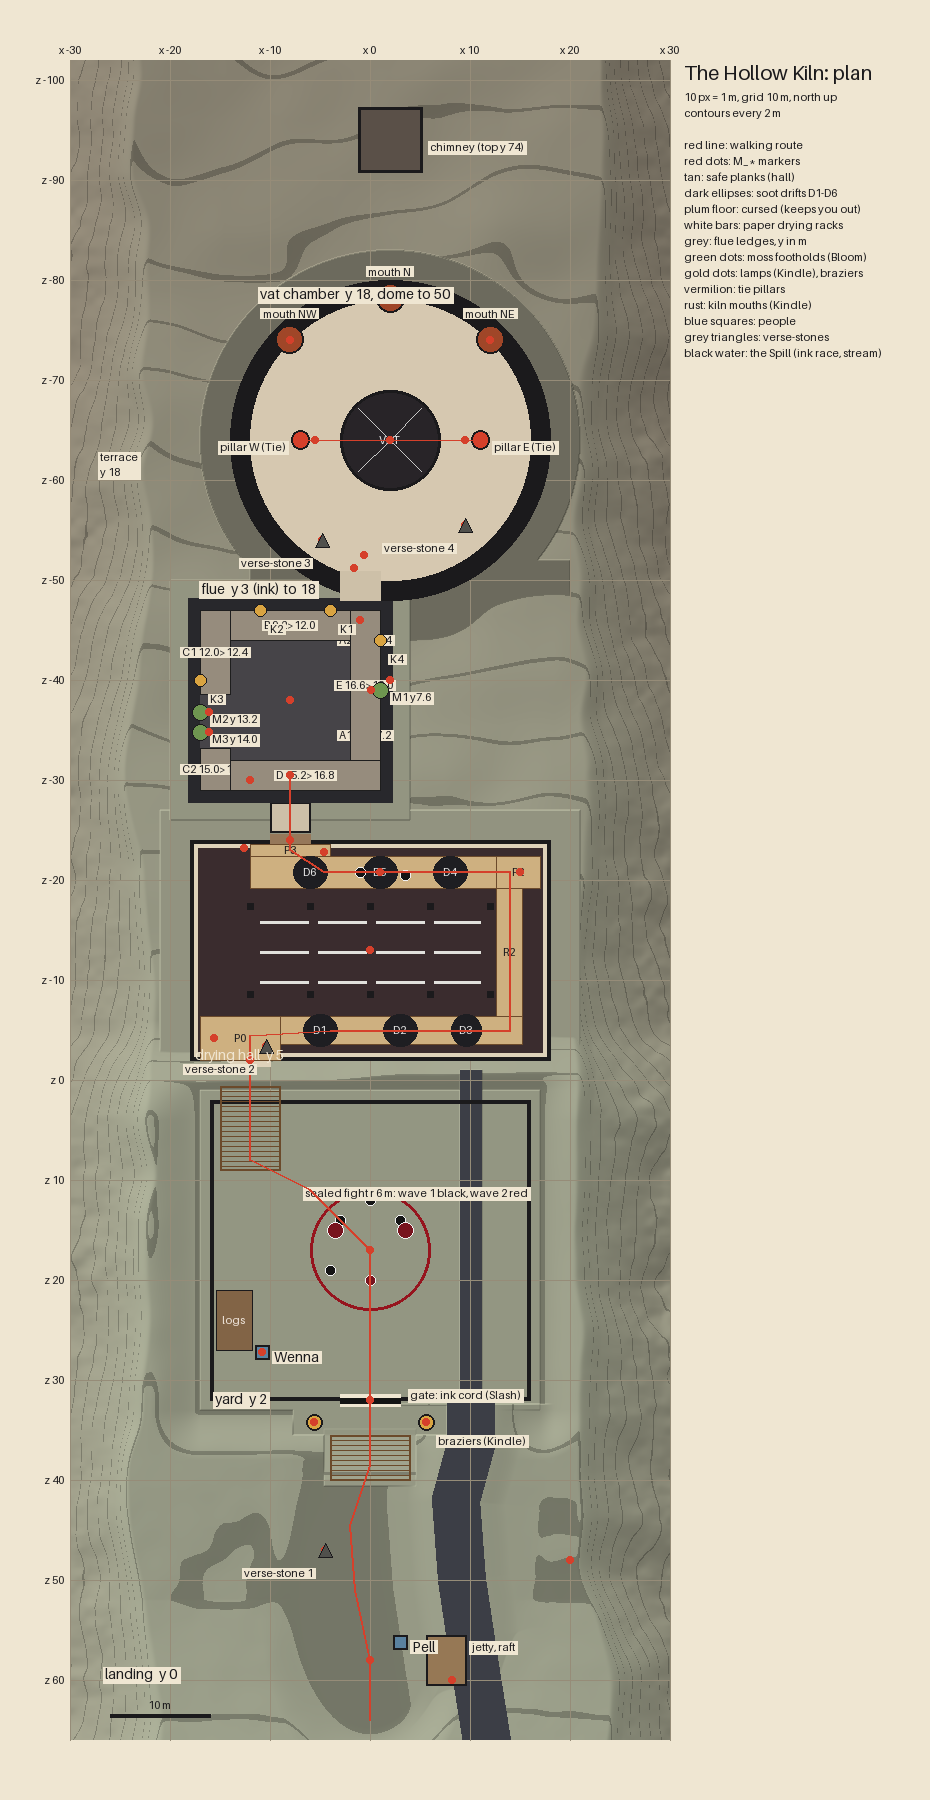 x -30
x -20
x -10
x 0
x 10
x 20
x 30
The Hollow Kiln: plan
10 px = 1 m, grid 10 m, north up
contours every 2 m
red line: walking route
red dots: M_* markers
tan: safe planks (hall)
dark ellipses: soot drifts D1-D6
plum floor: cursed (keeps you out)
white bars: paper drying racks
grey: flue ledges, y in m
green dots: moss footholds (Bloom)
gold dots: lamps (Kindle), braziers
vermilion: tie pillars
rust: kiln mouths (Kindle)
blue squares: people
grey triangles: verse-stones
black water: the Spill (ink race, stream)
z -100
z -90
z -80
z -70
z -60
z -50
z -40
z -30
z -20
z -10
z 0
z 10
z 20
z 30
z 40
z 50
z 60
chimney (top y 74)
mouth N
vat chamber y 18, dome to 50
mouth NW
mouth NE
VAT
pillar W (Tie)
pillar E (Tie)
terrace
y 18
verse-stone 4
verse-stone 3
flue y 3 (ink) to 18
K2
K1
C1 12.0> 12.4
K4
K3
M1 y 7.6
M2 y 13.2
M3 y 14.0
C2 15.0>
P3
D6
D5
D4
P2
R2
P0
D1
D2
D3
drying hall y 5
verse-stone 2
sealed fight r 6 m: wave 1 black, wave 2 red
logs
Wenna
yard y 2
gate: ink cord (Slash)
braziers (Kindle)
verse-stone 1
Pell
jetty, raft
landing y 0
10 m